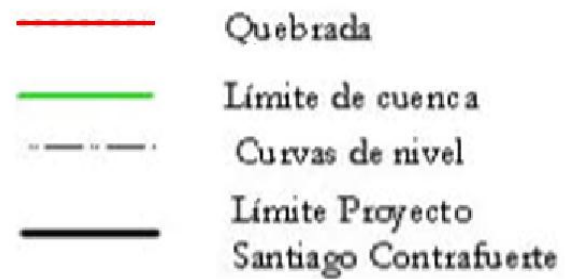 Quebrada
Límite de cuenca
Curvas de nivel
Límite Proyecto
Santiago Contrafuerte